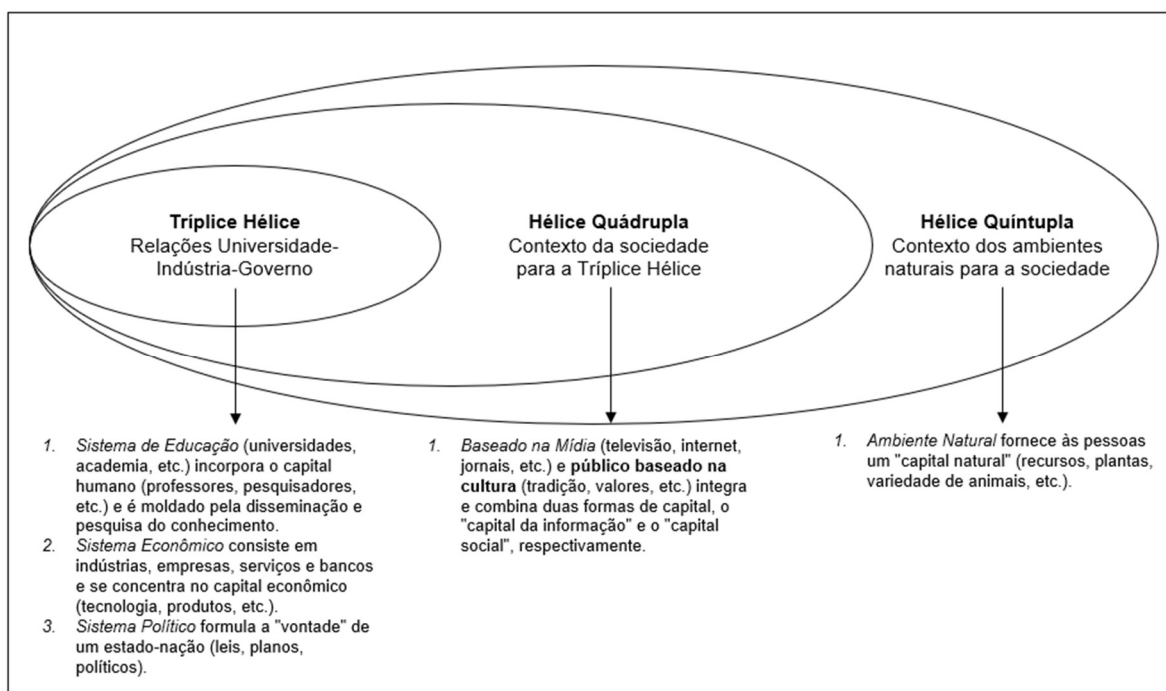 Tríplice Hélice
Relações Universidade-
Indústria-Governo
Hélice Quádrupla
Contexto da sociedade
para a Tríplice Hélice
Hélice Quíntupla
Contexto dos ambientes
naturais para a sociedade
1. Sistema de Educação (universidades,
academia, etc.) incorpora o capital
humano (professores, pesquisadores,
etc.) e é moldado pela disseminação e
pesquisa do conhecimento.
2. Sistema Econômico consiste em
indústrias, empresas, serviços e bancos
e se concentra no capital econômico
(tecnologia, produtos, etc.).
3. Sistema Político formula a "vontade" de
um estado-nação (leis, planos,
políticos).
1. Baseado na Mídia (televisão, internet,
jornais, etc.) e público baseado na
cultura (tradição, valores, etc.) integra
e combina duas formas de capital, o
"capital da informação" e o "capital
social", respectivamente.
1. Ambiente Natural fornece às pessoas
um "capital natural" (recursos, plantas,
variedade de animais, etc.).